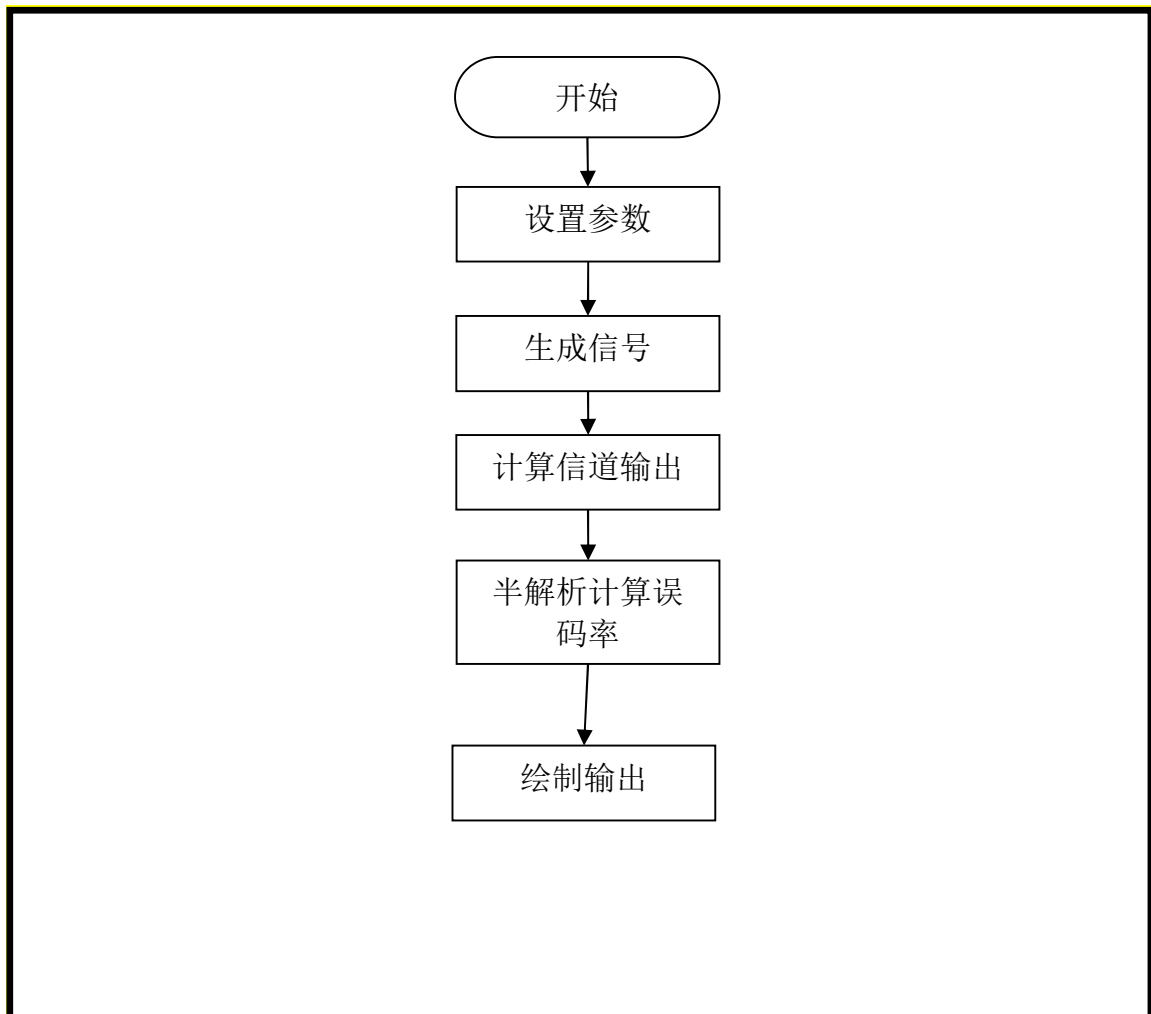 开始
设置参数
生成信号
计算信道输出
半解析计算误
码率
绘制输出